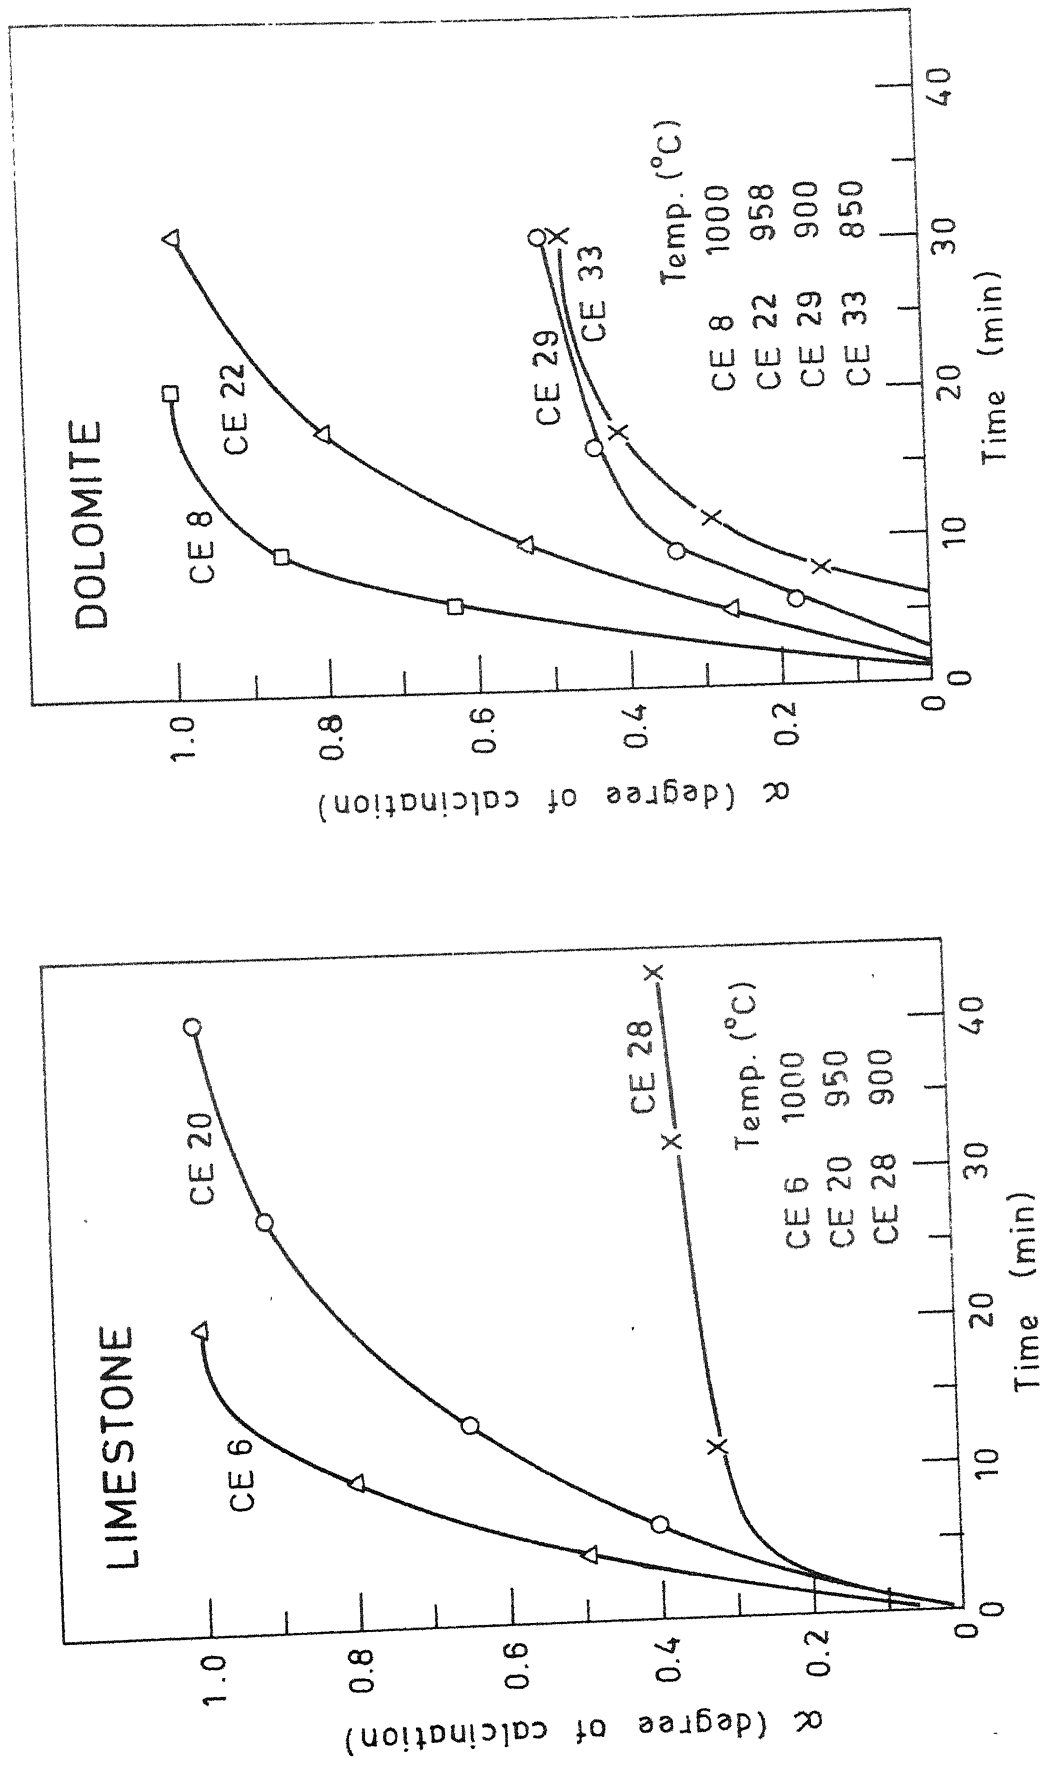 LIMESTONE
α (degree of calcination)
1.0
0.8
0.6
0.4
0.2
0
CE 6
CE 20
CE 28
Temp. (°C)
CE 6 1000
CE 20 950
CE 28 900
0 10 20 30 40
Time (min)
DOLOMITE
α (degree of calcination)
1.0
0.8
0.6
0.4
0.2
0
CE 8
CE 22
CE 29
CE 33
Temp. (°C)
CE 8 1000
CE 22 958
CE 29 900
CE 33 850
0 10 20 30 40
Time (min)